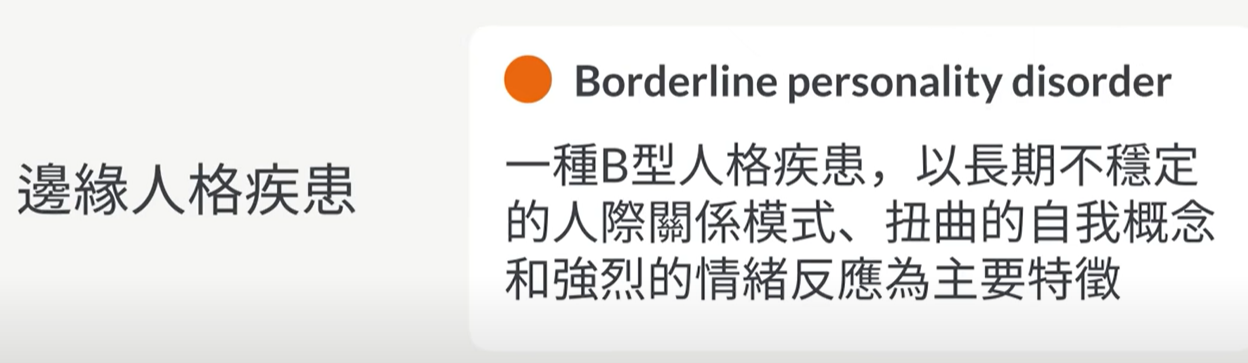 邊緣人格疾患
Borderline personality disorder
一種B型人格疾患，以長期不穩定
的人際關係模式、扭曲的自我概念
和強烈的情緒反應為主要特徵